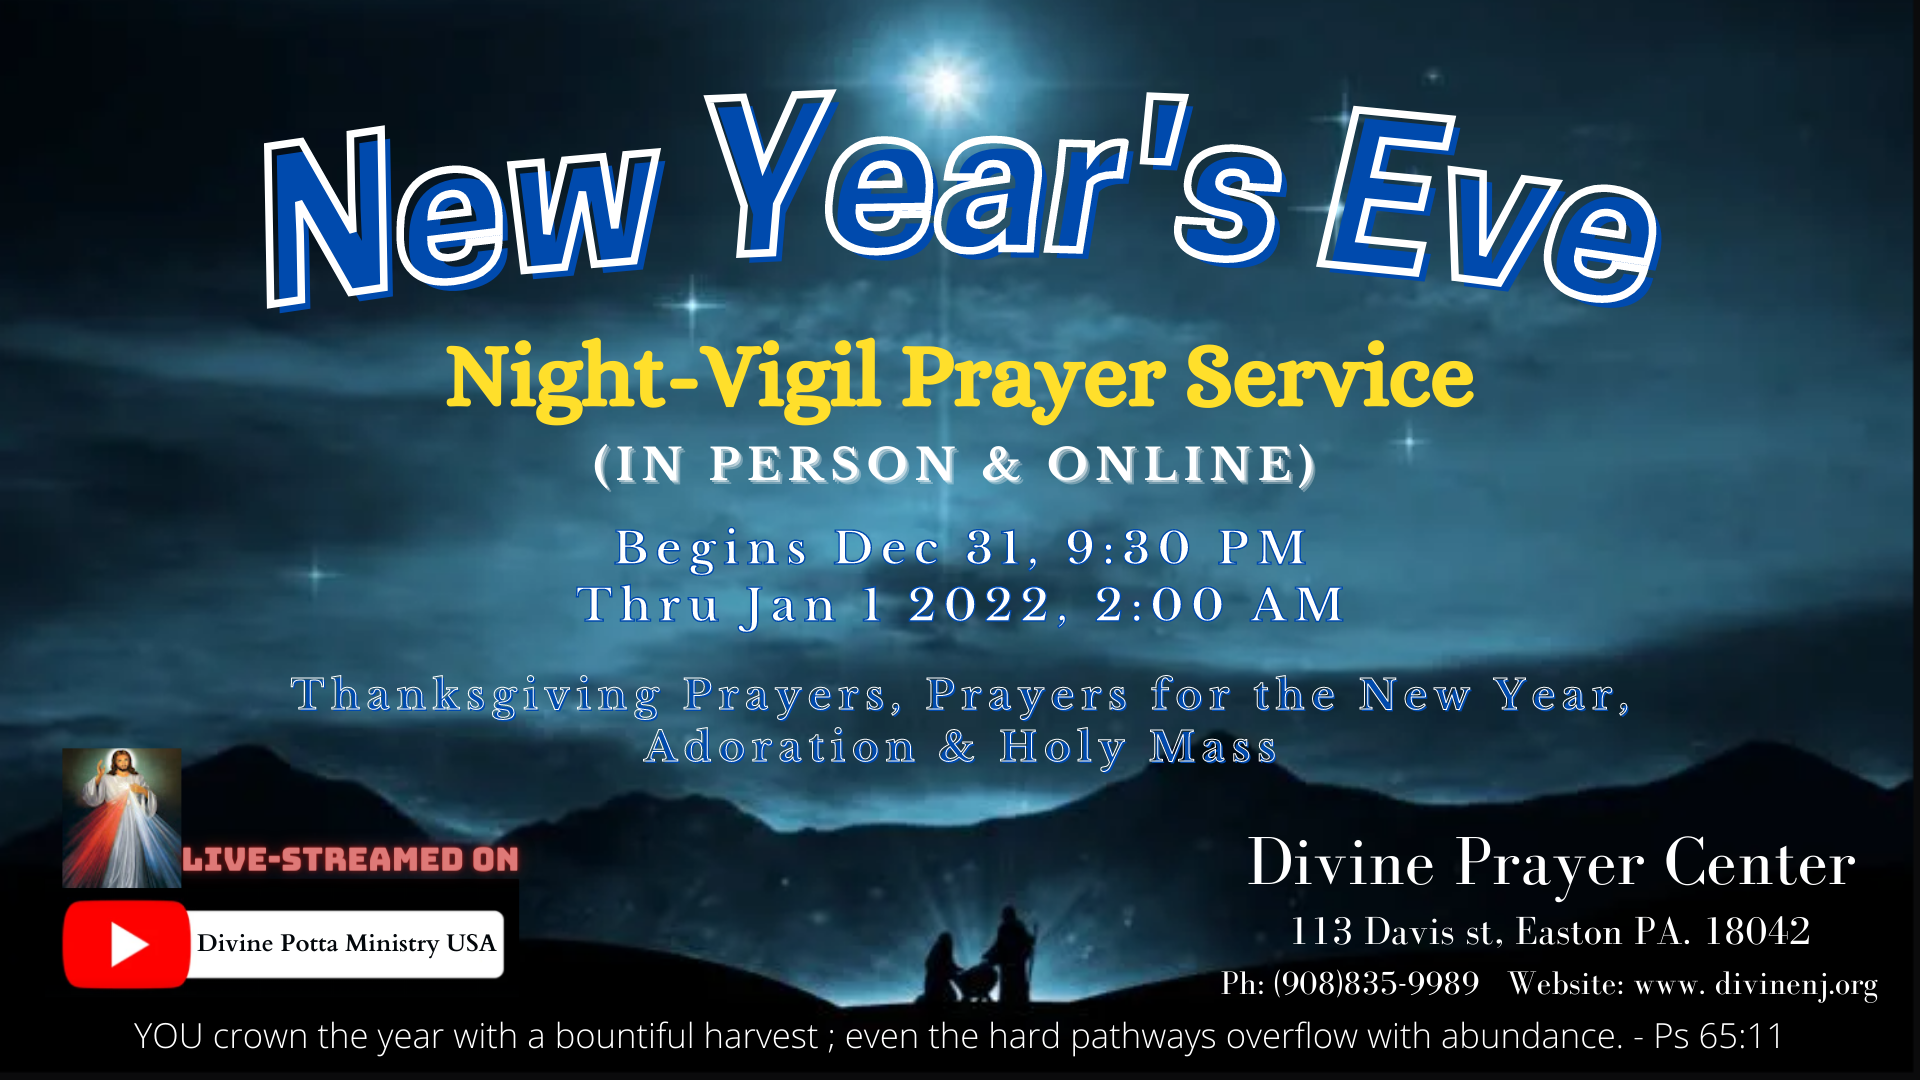 New Year's Eve
Night-Vigil Prayer Service
(IN PERSON & ONLINE)
Begins Dec 31, 9:30 PM
Thru Jan 1 2022, 2:00 AM
Thanksgiving Prayers, Prayers for the New Year,
Adoration & Holy Mass
LIVE-STREAMED ON
Divine Potta Ministry USA
Divine Prayer Center
113 Davis st, Easton PA. 18042
Ph: (908)835-9989 Website: www. divinenj.org
YOU crown the year with a bountiful harvest ; even the hard pathways overflow with abundance. - Ps 65:11